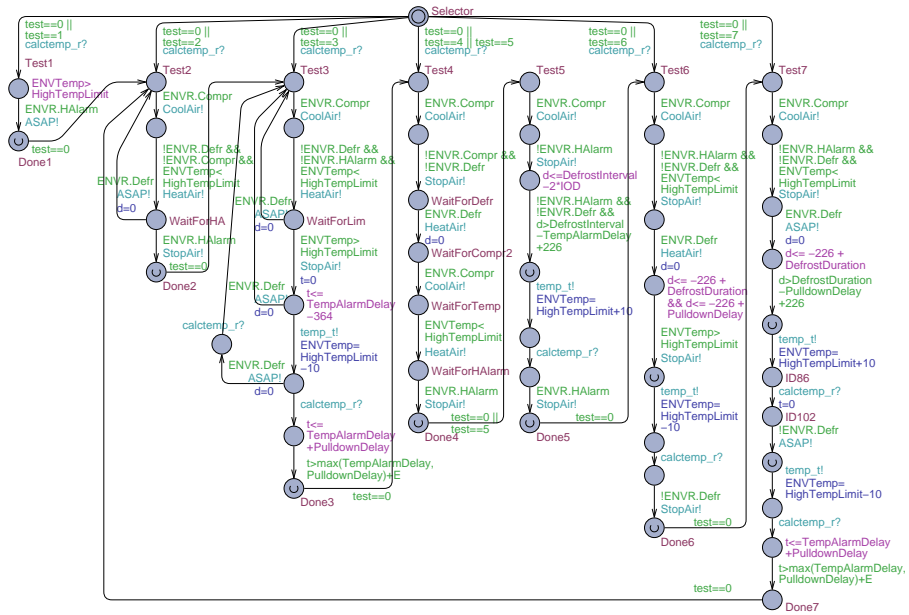 Selector
test==0 ||
test==1
calctemp_r?
Test1
ENVTemp>
HighTempLimit
ENVR.HAlarm
ASAP!
Done1
test==0
test==0 ||
test==2
calctemp_r?
Test2
ENVR.Compr
CoolAir!
!ENVR.Defr &&
!ENVR.Compr &&
ENVTemp<
HighTempLimit
HeatAir!
ENVR.Defr
ASAP!
d=0
WaitForHA
ENVR.HAlarm
StopAir!
Done2
test==0
test==0 ||
test==3
calctemp_r?
Test3
ENVR.Compr
CoolAir!
!ENVR.Defr &&
!ENVR.HAlarm &&
ENVTemp<
HighTempLimit
HeatAir!
ENVR.Defr
ASAP!
d=0
WaitForLim
ENVTemp>
HighTempLimit
StopAir!
t=0
ENVR.Defr
ASAP!
d=0
t<=
TempAlarmDelay
−364
temp_t!
ENVTemp=
HighTempLimit
−10
calctemp_r?
ENVR.Defr
ASAP!
d=0
calctemp_r?
t<=
TempAlarmDelay
+PulldownDelay
t>max(TempAlarmDelay,
PulldownDelay)+E
Done3
test==0
test==0 ||
test==4 || test==5
calctemp_r?
Test4
ENVR.Compr
CoolAir!
!ENVR.Compr &&
!ENVR.Defr
StopAir!
WaitForDefr
ENVR.Defr
HeatAir!
d=0
WaitForCompr2
ENVR.Compr
CoolAir!
WaitForTemp
ENVTemp<
HighTempLimit
HeatAir!
WaitForHAlarm
ENVR.HAlarm
StopAir!
Done4
test==0 ||
test==5
Test5
ENVR.Compr
CoolAir!
!ENVR.HAlarm
StopAir!
d<=DefrostInterval
−2*IOD
!ENVR.HAlarm &&
!ENVR.Defr &&
d>DefrostInterval
−TempAlarmDelay
+226
temp_t!
ENVTemp=
HighTempLimit+10
calctemp_r?
ENVR.HAlarm
StopAir!
Done5
test==0
test==0 ||
test==6
calctemp_r?
Test6
ENVR.Compr
CoolAir!
!ENVR.HAlarm &&
!ENVR.Defr &&
ENVTemp<
HighTempLimit
StopAir!
ENVR.Defr
HeatAir!
d=0
d<= −226 +
DefrostDuration
&& d<= −226 +
PulldownDelay
ENVTemp>
HighTempLimit
StopAir!
temp_t!
ENVTemp=
HighTempLimit
−10
calctemp_r?
!ENVR.Defr
StopAir!
Done6
test==0
test==0 ||
test==7
calctemp_r?
Test7
ENVR.Compr
CoolAir!
!ENVR.HAlarm &&
!ENVR.Defr &&
ENVTemp<
HighTempLimit
StopAir!
ENVR.Defr
ASAP!
d=0
d<= −226 +
DefrostDuration
d>DefrostDuration
−PulldownDelay
+226
temp_t!
ENVTemp=
HighTempLimit+10
ID86
calctemp_r?
t=0
ID102
!ENVR.Defr
ASAP!
temp_t!
ENVTemp=
HighTempLimit−10
calctemp_r?
t<=TempAlarmDelay
+PulldownDelay
t>max(TempAlarmDelay,
PulldownDelay)+E
Done7
test==0